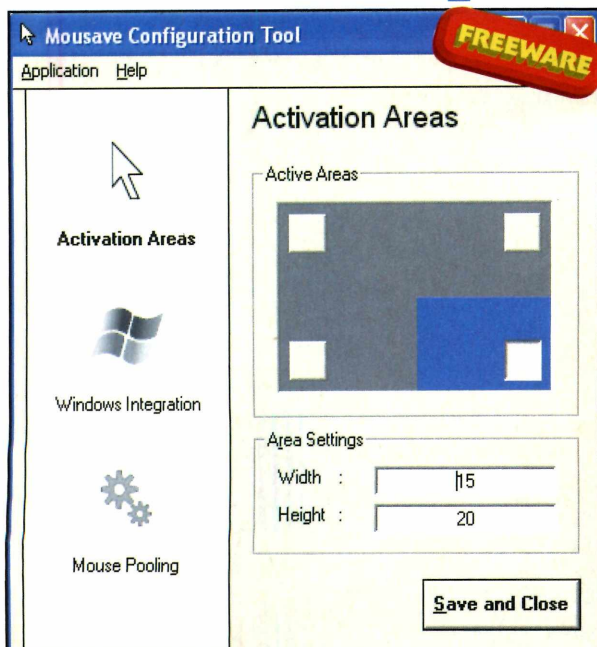 Mousave Configuration Tool
FREEWARE
Application Help
Activation Areas
Windows Integration
Mouse Pooling
Activation Areas
Active Areas
Area Settings
Width :
15
Height :
20
Save and Close